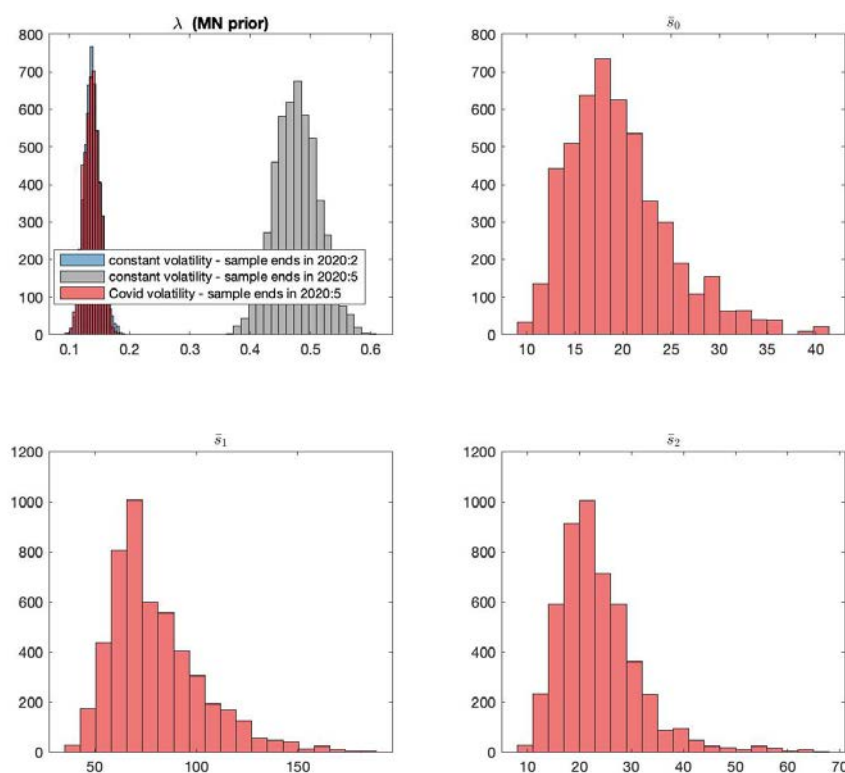 λ (MN prior)
800
700
600
500
400
300
200
100
0
0.1 0.2 0.3 0.4 0.5 0.6
constant volatility - sample ends in 2020:2
constant volatility - sample ends in 2020:5
Covid volatility - sample ends in 2020:5
s̄₀
800
700
600
500
400
300
200
100
0
10 15 20 25 30 35 40
s̄₁
1200
1000
800
600
400
200
0
50 100 150
s̄₂
1200
1000
800
600
400
200
0
10 20 30 40 50 60 70